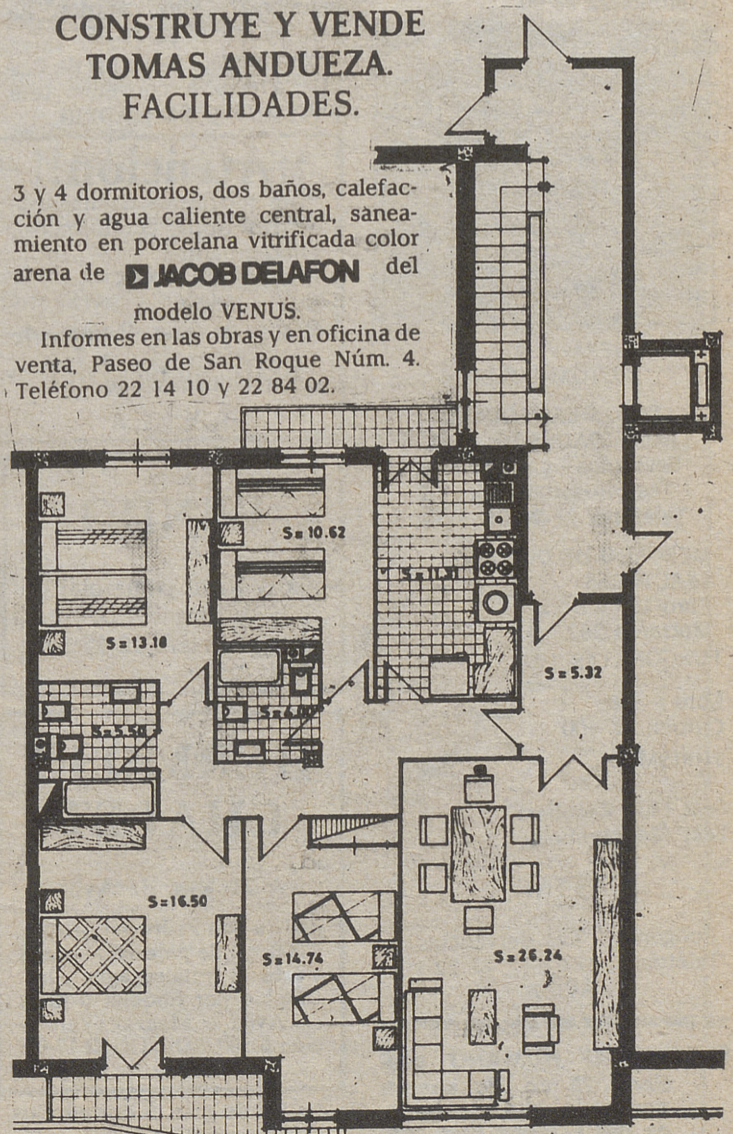 CONSTRUYE Y VENDE
TOMAS ANDUEZA.
FACILIDADES.
3 y 4 dormitorios, dos baños, calefac-
ción y agua caliente central, sanea-
miento en porcelana vitrificada color
arena de JACOB DELAFON del
modelo VENUS.
Informes en las obras y en oficina de
venta, Paseo de San Roque Núm. 4.
Teléfono 22 14 10 y 22 84 02.
S=10.62
S=13.18
S=5.32
S=5.50
S=16.50
S=14.74
S=26.24